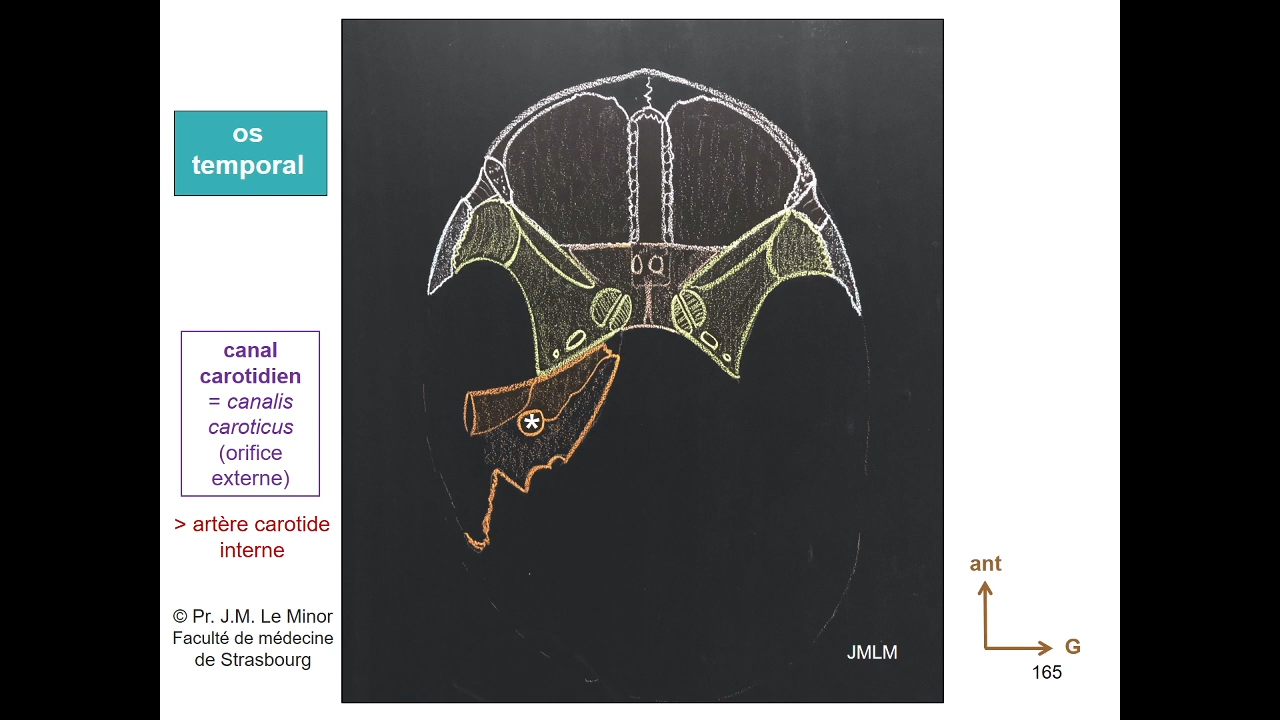 os
temporal
canal
carotidien
= canalis
caroticus
(orifice
externe)
> artère carotide
interne
© Pr. J.M. Le Minor
Faculté de médecine
de Strasbourg
*
JMLM
ant
G
165